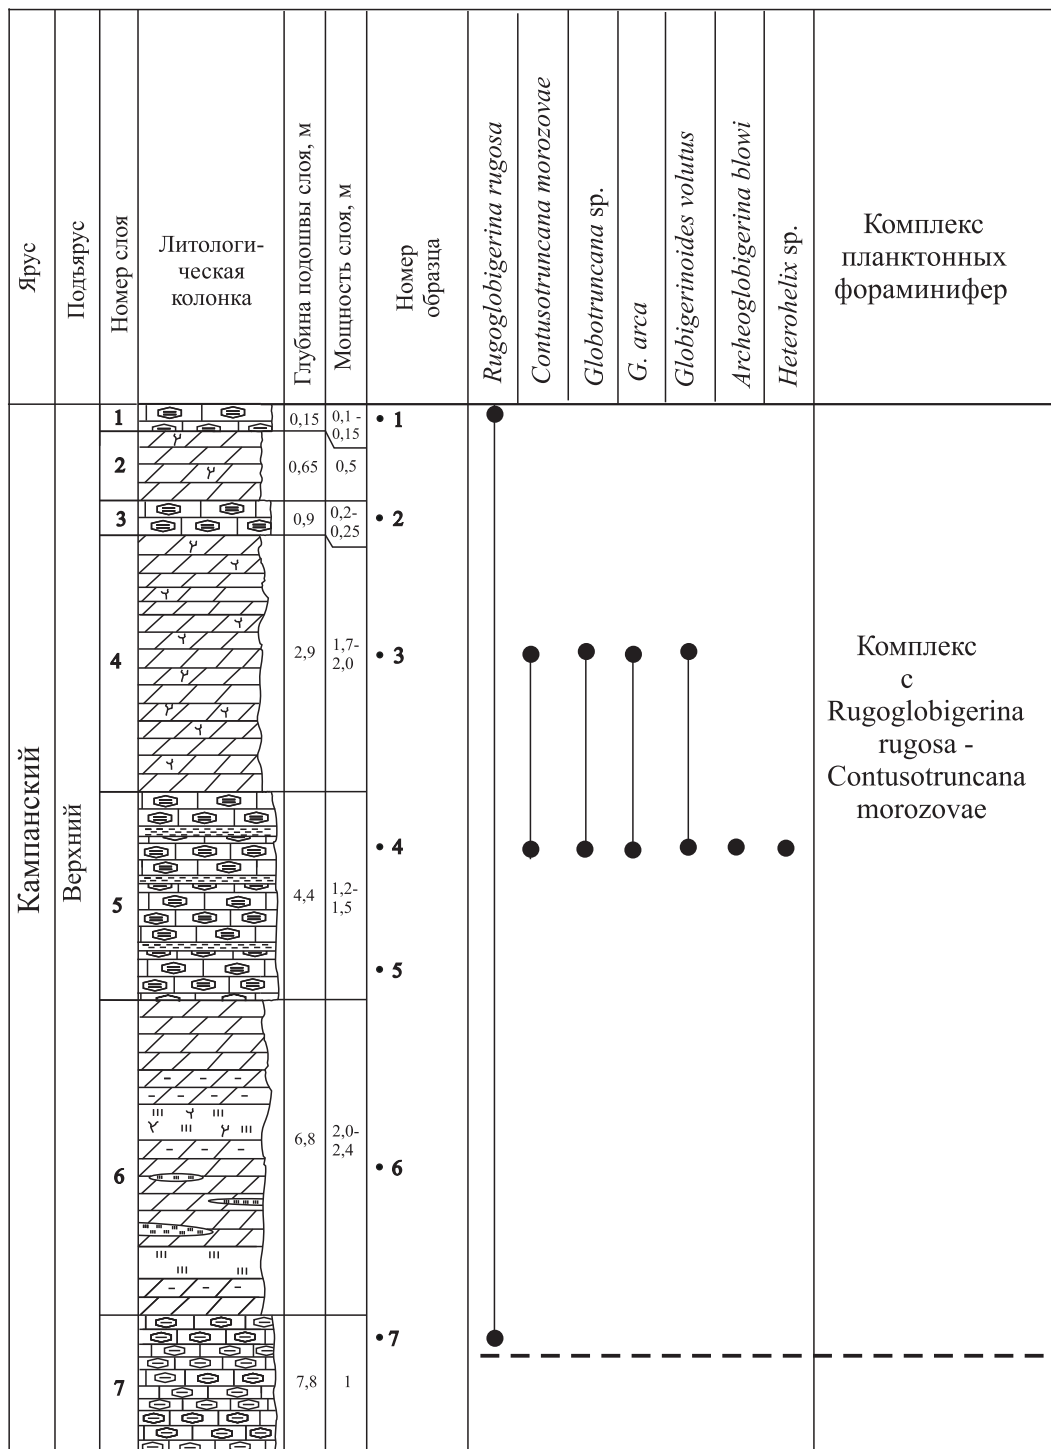 Ярус
Подъярус
Номер слоя
Литологи-
ческая
колонка
Глубина подошвы слоя, м
Мощность слоя, м
Номер
образца
Rugoglobigerina rugosa
Contusotruncana morozovae
Globotruncana sp.
G. arca
Globigerinoides volutus
Archeoglobigerina blowi
Heterohelix sp.
Комплекс
планктонных
фораминифер
Кампанский
Верхний
1
0,15
0,1 -
0,15
1
2
0,65
0,5
3
0,9
0,2-
0,25
2
4
2,9
1,7-
2,0
3
Комплекс
с
Rugoglobigerina
rugosa -
Contusotruncana
morozovae
5
4,4
1,2-
1,5
4
5
6
6,8
2,0-
2,4
6
7
7,8
1
7